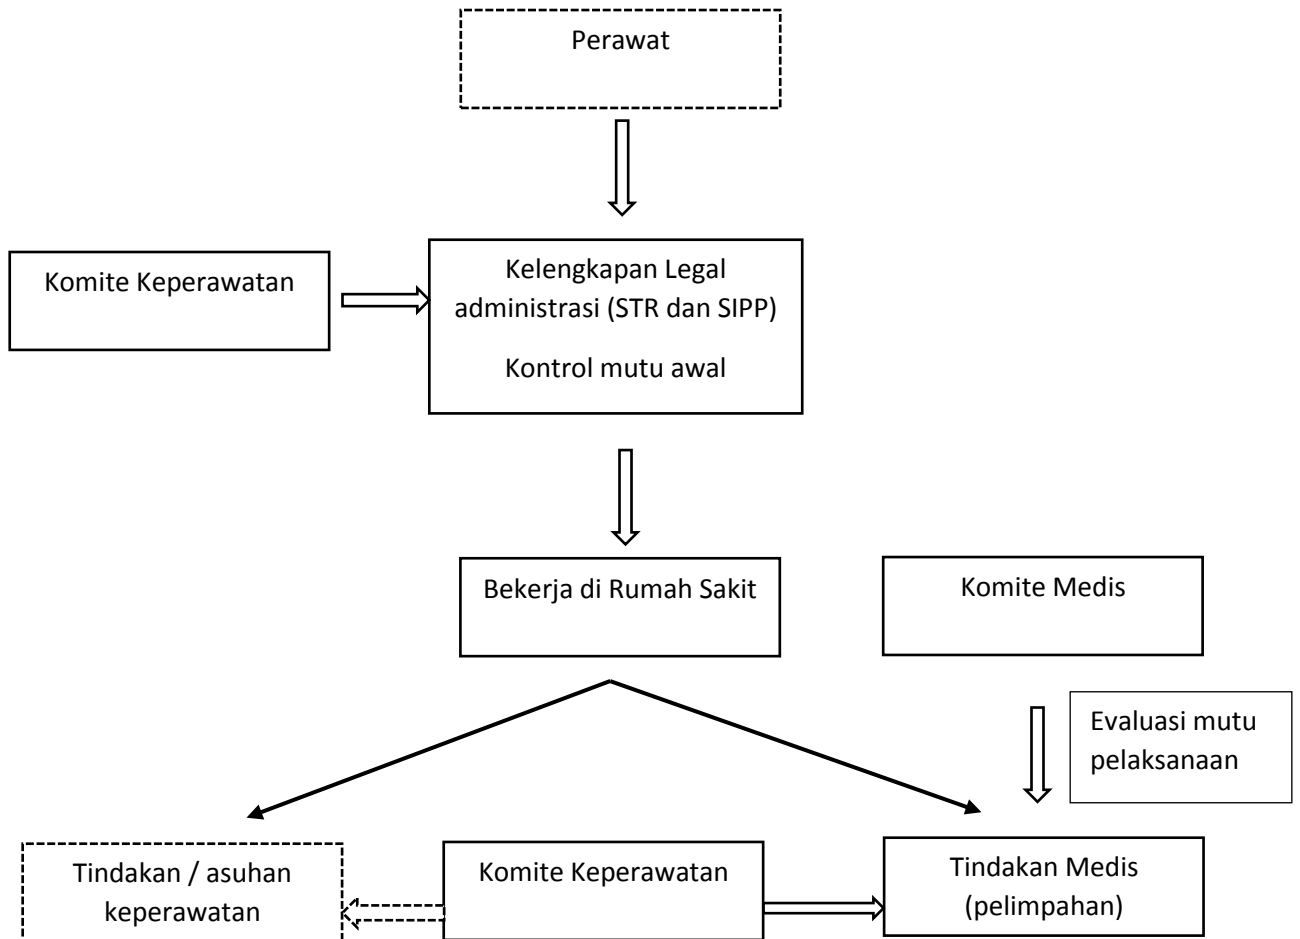 Perawat
Komite Keperawatan
Kelengkapan Legal
administrasi (STR dan SIPP)
Kontrol mutu awal
Bekerja di Rumah Sakit
Komite Medis
Evaluasi mutu
pelaksanaan
Tindakan / asuhan
keperawatan
Komite Keperawatan
Tindakan Medis
(pelimpahan)